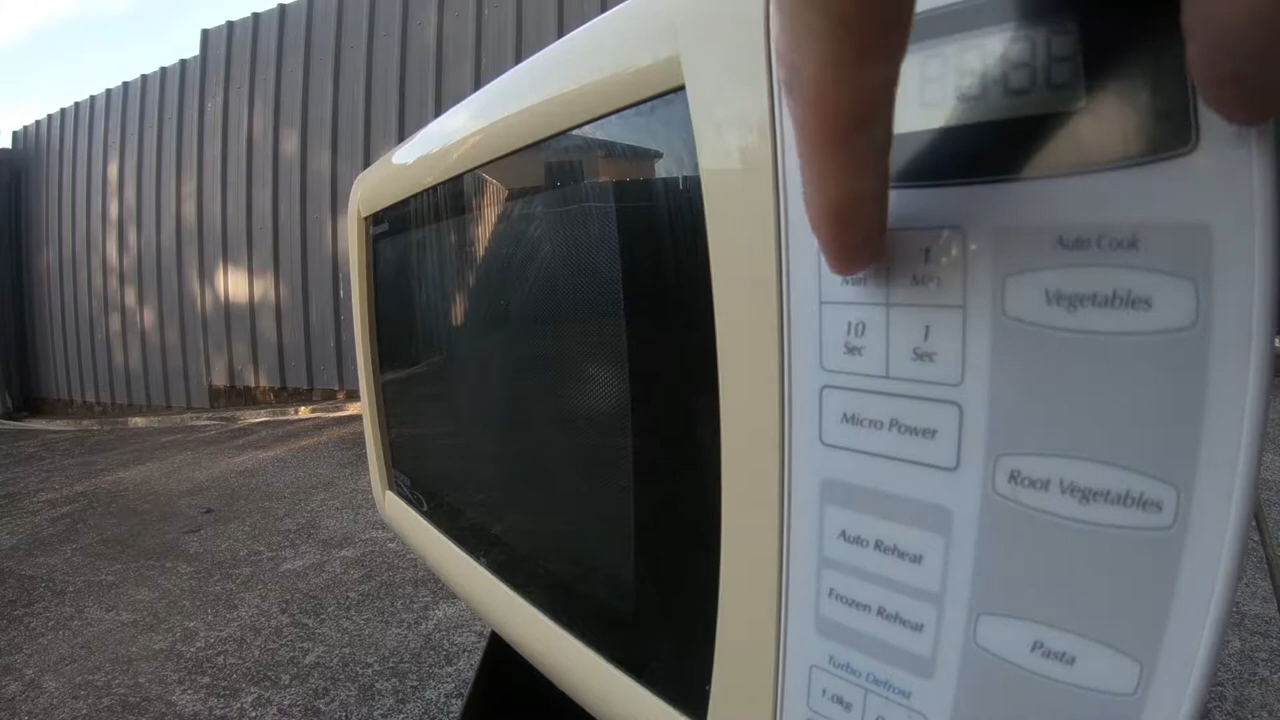 Min
1
Min
10
Sec
1
Sec
Micro Power
Auto Reheat
Frozen Reheat
Turbo Defrost
1.0kg
Auto Cook
Vegetables
Root Vegetables
Pasta